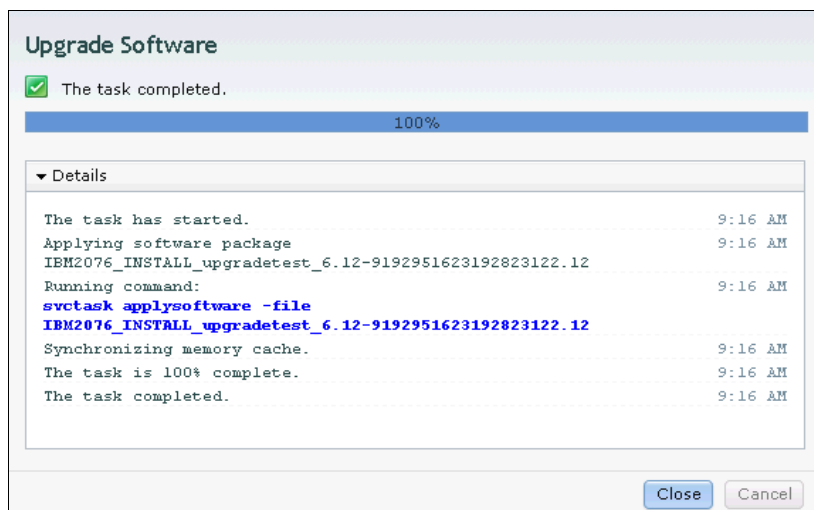 Upgrade Software
The task completed.
100%
Details
The task has started. 9:16 AM
Applying software package 9:16 AM
IBM2076_INSTALL_upgradetest_6.12-9192951623192823122.12
Running command: 9:16 AM
svctask applysoftware -file
IBM2076_INSTALL_upgradetest_6.12-9192951623192823122.12
Synchronizing memory cache. 9:16 AM
The task is 100% complete. 9:16 AM
The task completed. 9:16 AM
Close Cancel